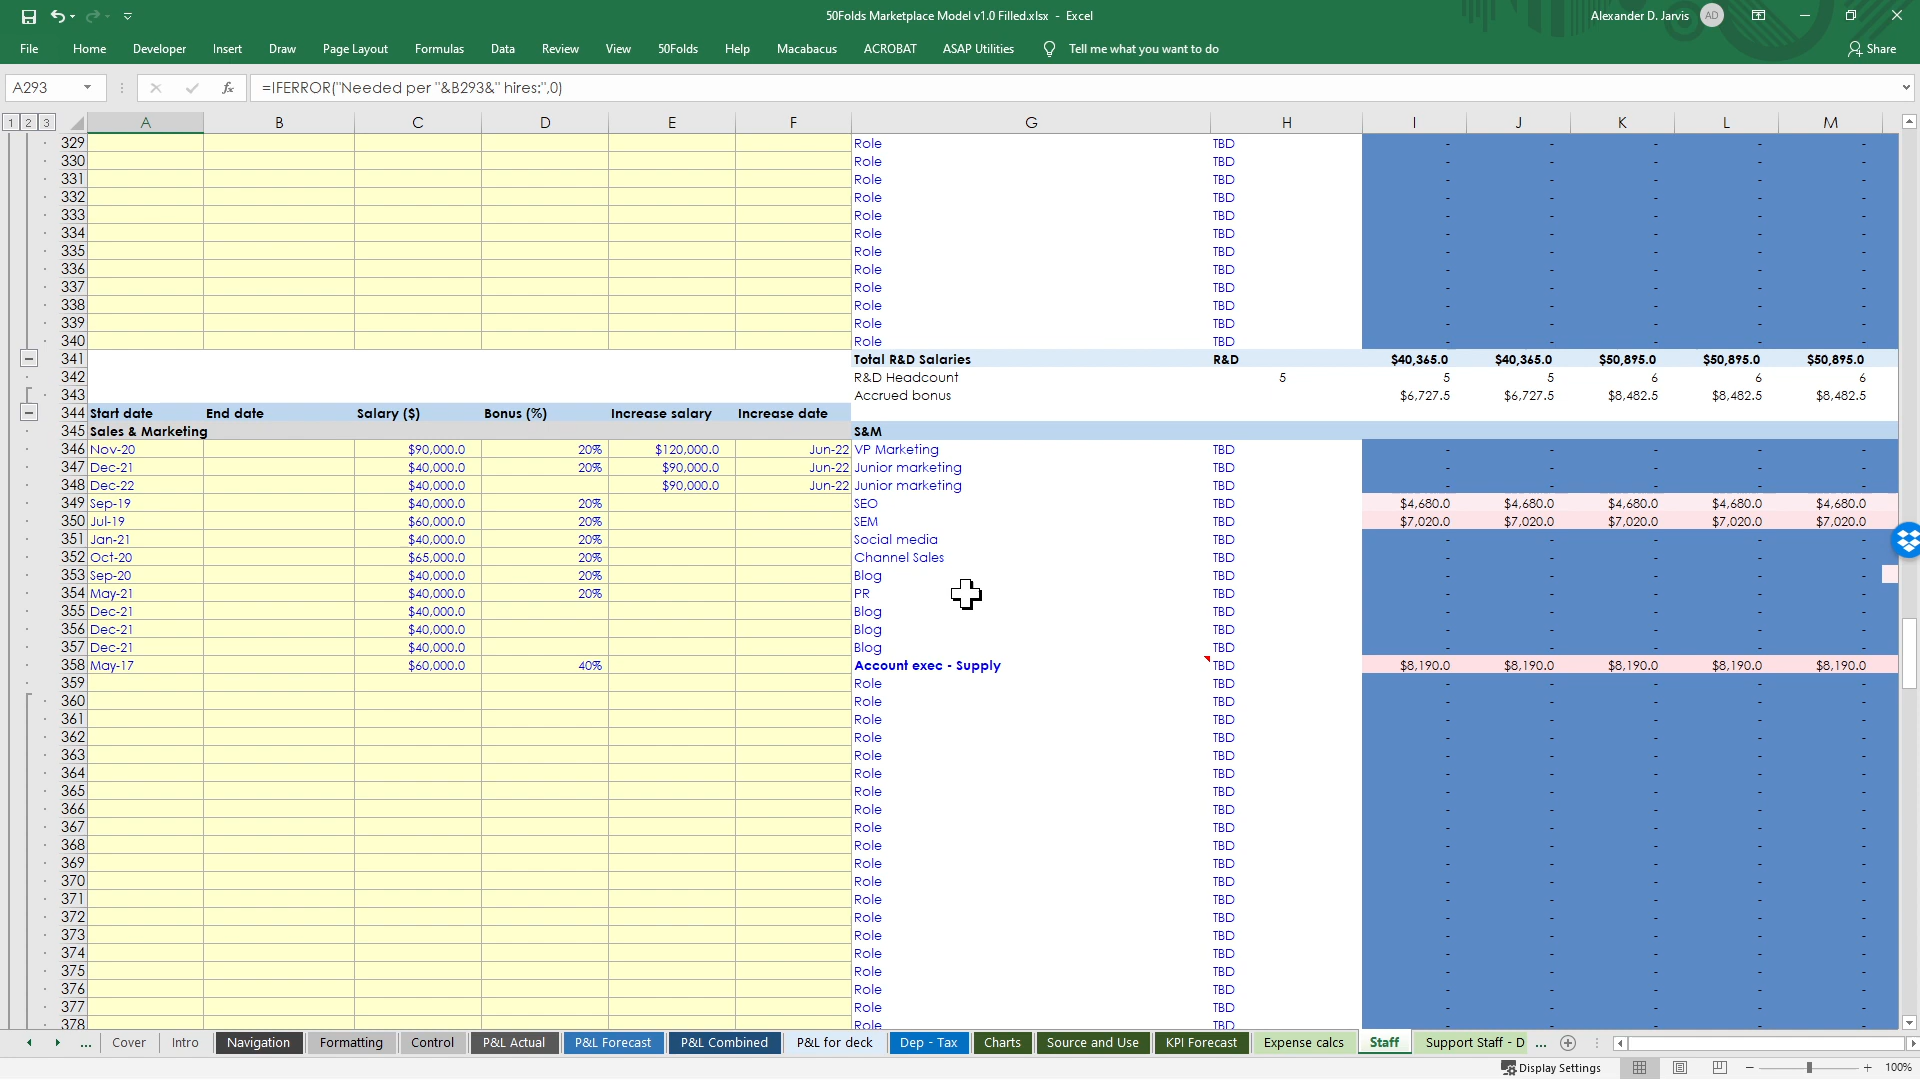 50Folds Marketplace Model v1.0 Filled.xlsx - Excel
Alexander D. Jarvis AD
File Home Developer Insert Draw Page Layout Formulas Data Review View 50Folds Help Macabacus ACROBAT ASAP Utilities Tell me what you want to do Share
A293 fx =IFERROR("Needed per "&B293&" hires:",0)
1 2 3 A B C D E F G H I J K L M
329 Role TBD - - - - -
330 Role TBD - - - - -
331 Role TBD - - - - -
332 Role TBD - - - - -
333 Role TBD - - - - -
334 Role TBD - - - - -
335 Role TBD - - - - -
336 Role TBD - - - - -
337 Role TBD - - - - -
338 Role TBD - - - - -
339 Role TBD - - - - -
340 Role TBD - - - - -
341 Total R&D Salaries R&D $40,365.0 $40,365.0 $50,895.0 $50,895.0 $50,895.0
342 R&D Headcount 5 5 5 6 6 6
343 Accrued bonus $6,727.5 $6,727.5 $8,482.5 $8,482.5 $8,482.5
344 Start date End date Salary ($) Bonus (%) Increase salary Increase date
345 Sales & Marketing S&M
346 Nov-20 $90,000.0 20% $120,000.0 Jun-22 VP Marketing TBD - - - - -
347 Dec-21 $40,000.0 20% $90,000.0 Jun-22 Junior marketing TBD - - - - -
348 Dec-22 $40,000.0 $90,000.0 Jun-22 Junior marketing TBD - - - - -
349 Sep-19 $40,000.0 20% SEO TBD $4,680.0 $4,680.0 $4,680.0 $4,680.0 $4,680.0
350 Jul-19 $60,000.0 20% SEM TBD $7,020.0 $7,020.0 $7,020.0 $7,020.0 $7,020.0
351 Jan-21 $40,000.0 20% Social media TBD - - - - -
352 Oct-20 $65,000.0 20% Channel Sales TBD - - - - -
353 Sep-20 $40,000.0 20% Blog TBD - - - - -
354 May-21 $40,000.0 20% PR TBD - - - - -
355 Dec-21 $40,000.0 Blog TBD - - - - -
356 Dec-21 $40,000.0 Blog TBD - - - - -
357 Dec-21 $40,000.0 Blog TBD - - - - -
358 May-17 $60,000.0 40% Account exec - Supply TBD $8,190.0 $8,190.0 $8,190.0 $8,190.0 $8,190.0
359 Role TBD - - - - -
360 Role TBD - - - - -
361 Role TBD - - - - -
362 Role TBD - - - - -
363 Role TBD - - - - -
364 Role TBD - - - - -
365 Role TBD - - - - -
366 Role TBD - - - - -
367 Role TBD - - - - -
368 Role TBD - - - - -
369 Role TBD - - - - -
370 Role TBD - - - - -
371 Role TBD - - - - -
372 Role TBD - - - - -
373 Role TBD - - - - -
374 Role TBD - - - - -
375 Role TBD - - - - -
376 Role TBD - - - - -
377 Role TBD - - - - -
378 Role TBD - - - - -
... Cover Intro Navigation Formatting Control P&L Actual P&L Forecast P&L Combined P&L for deck Dep - Tax Charts Source and Use KPI Forecast Expense calcs Staff Support Staff - D ...
Display Settings 100%